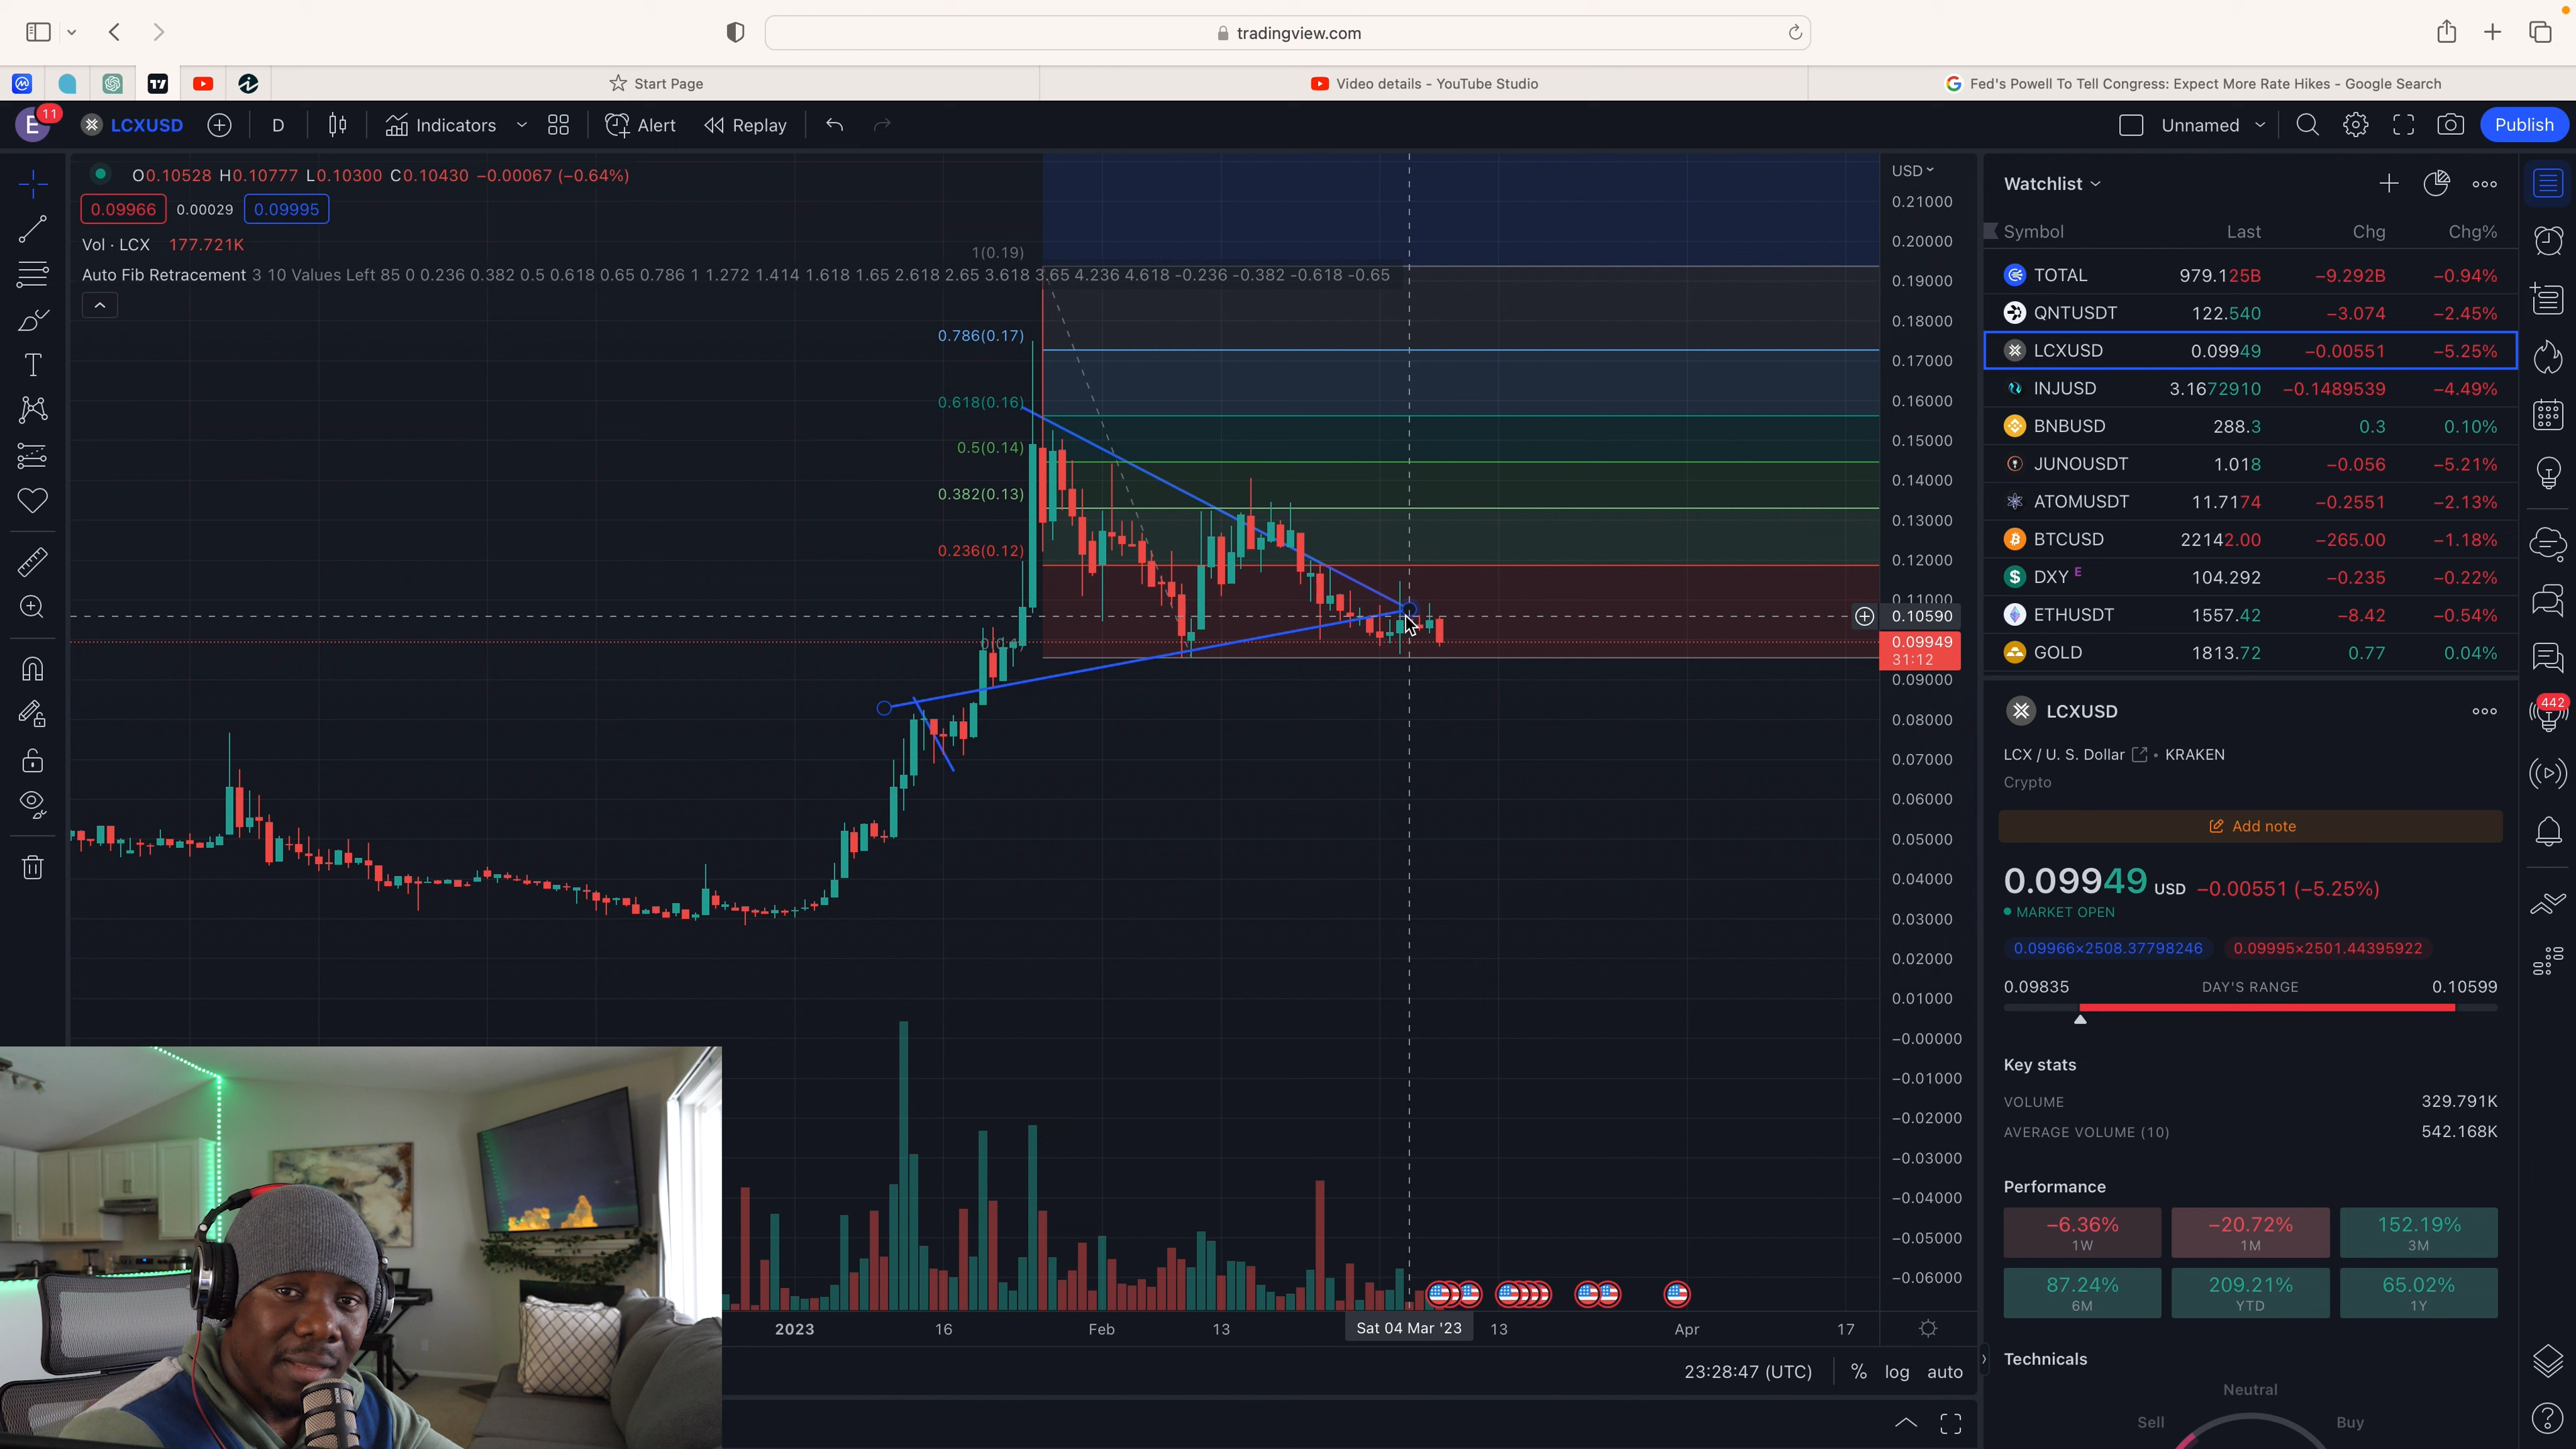 tradingview.com
Start Page
Video details - YouTube Studio
Fed's Powell To Tell Congress: Expect More Rate Hikes - Google Search
E 11 LCXUSD D Indicators Alert Replay Unnamed Publish
O0.10528 H0.10777 L0.10300 C0.10430 −0.00067 (−0.64%)
0.09966 0.00029 0.09995
Vol · LCX 177.721K
Auto Fib Retracement 3 10 Values Left 85 0 0.236 0.382 0.5 0.618 0.65 0.786 1 1.272 1.414 1.618 1.65 2.618 2.65 3.618 3.65 4.236 4.618 -0.236 -0.382 -0.618 -0.65
1(0.19)
0.786(0.17)
0.618(0.16)
0.5(0.14)
0.382(0.13)
0.236(0.12)
USD
0.21000
0.20000
0.19000
0.18000
0.17000
0.16000
0.15000
0.14000
0.13000
0.12000
0.11000
0.10590
0.09949
31:12
0.09000
0.08000
0.07000
0.06000
0.05000
0.04000
0.03000
0.02000
0.01000
−0.00000
−0.01000
−0.02000
−0.03000
−0.04000
−0.05000
−0.06000
2023 16 Feb 13 Sat 04 Mar '23 13 Apr 17
23:28:47 (UTC) % log auto
Watchlist
Symbol Last Chg Chg%
TOTAL 979.125B −9.292B −0.94%
QNTUSDT 122.540 −3.074 −2.45%
LCXUSD 0.09949 −0.00551 −5.25%
INJUSD 3.1672910 −0.1489539 −4.49%
BNBUSD 288.3 0.3 0.10%
JUNOUSDT 1.018 −0.056 −5.21%
ATOMUSDT 11.7174 −0.2551 −2.13%
BTCUSD 22142.00 −265.00 −1.18%
DXY E 104.292 −0.235 −0.22%
ETHUSDT 1557.42 −8.42 −0.54%
GOLD 1813.72 0.77 0.04%
442
LCXUSD
LCX / U. S. Dollar • KRAKEN
Crypto
Add note
0.09949 USD −0.00551 (−5.25%)
MARKET OPEN
0.09966×2508.37798246 0.09995×2501.44395922
0.09835 DAY'S RANGE 0.10599
Key stats
VOLUME 329.791K
AVERAGE VOLUME (10) 542.168K
Performance
−6.36% −20.72% 152.19%
1W 1M 3M
87.24% 209.21% 65.02%
6M YTD 1Y
Technicals
Neutral
Sell Buy